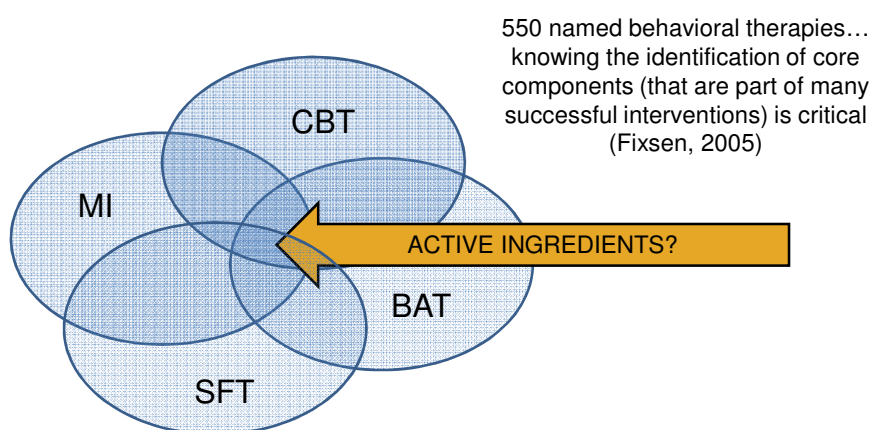 550 named behavioral therapies…
knowing the identification of core
components (that are part of many
successful interventions) is critical
(Fixsen, 2005)
CBT
MI
ACTIVE INGREDIENTS?
BAT
SFT